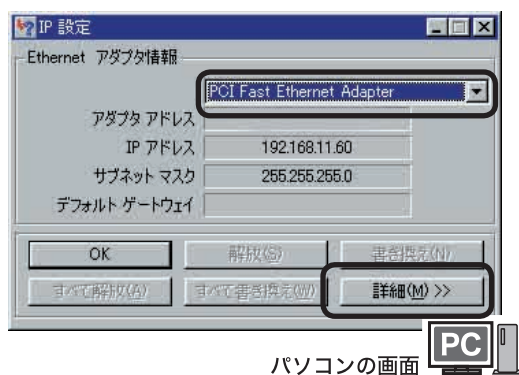 IP 設定
Ethernet アダプタ情報
PCI Fast Ethernet Adapter
アダプタ アドレス
IP アドレス 192.168.11.60
サブネット マスク 255.255.255.0
デフォルト ゲートウェイ
OK 解放(S) 書き換え(N)
すべて解放(A) すべて書き換え(W) 詳細(M) >>
パソコンの画面 PC